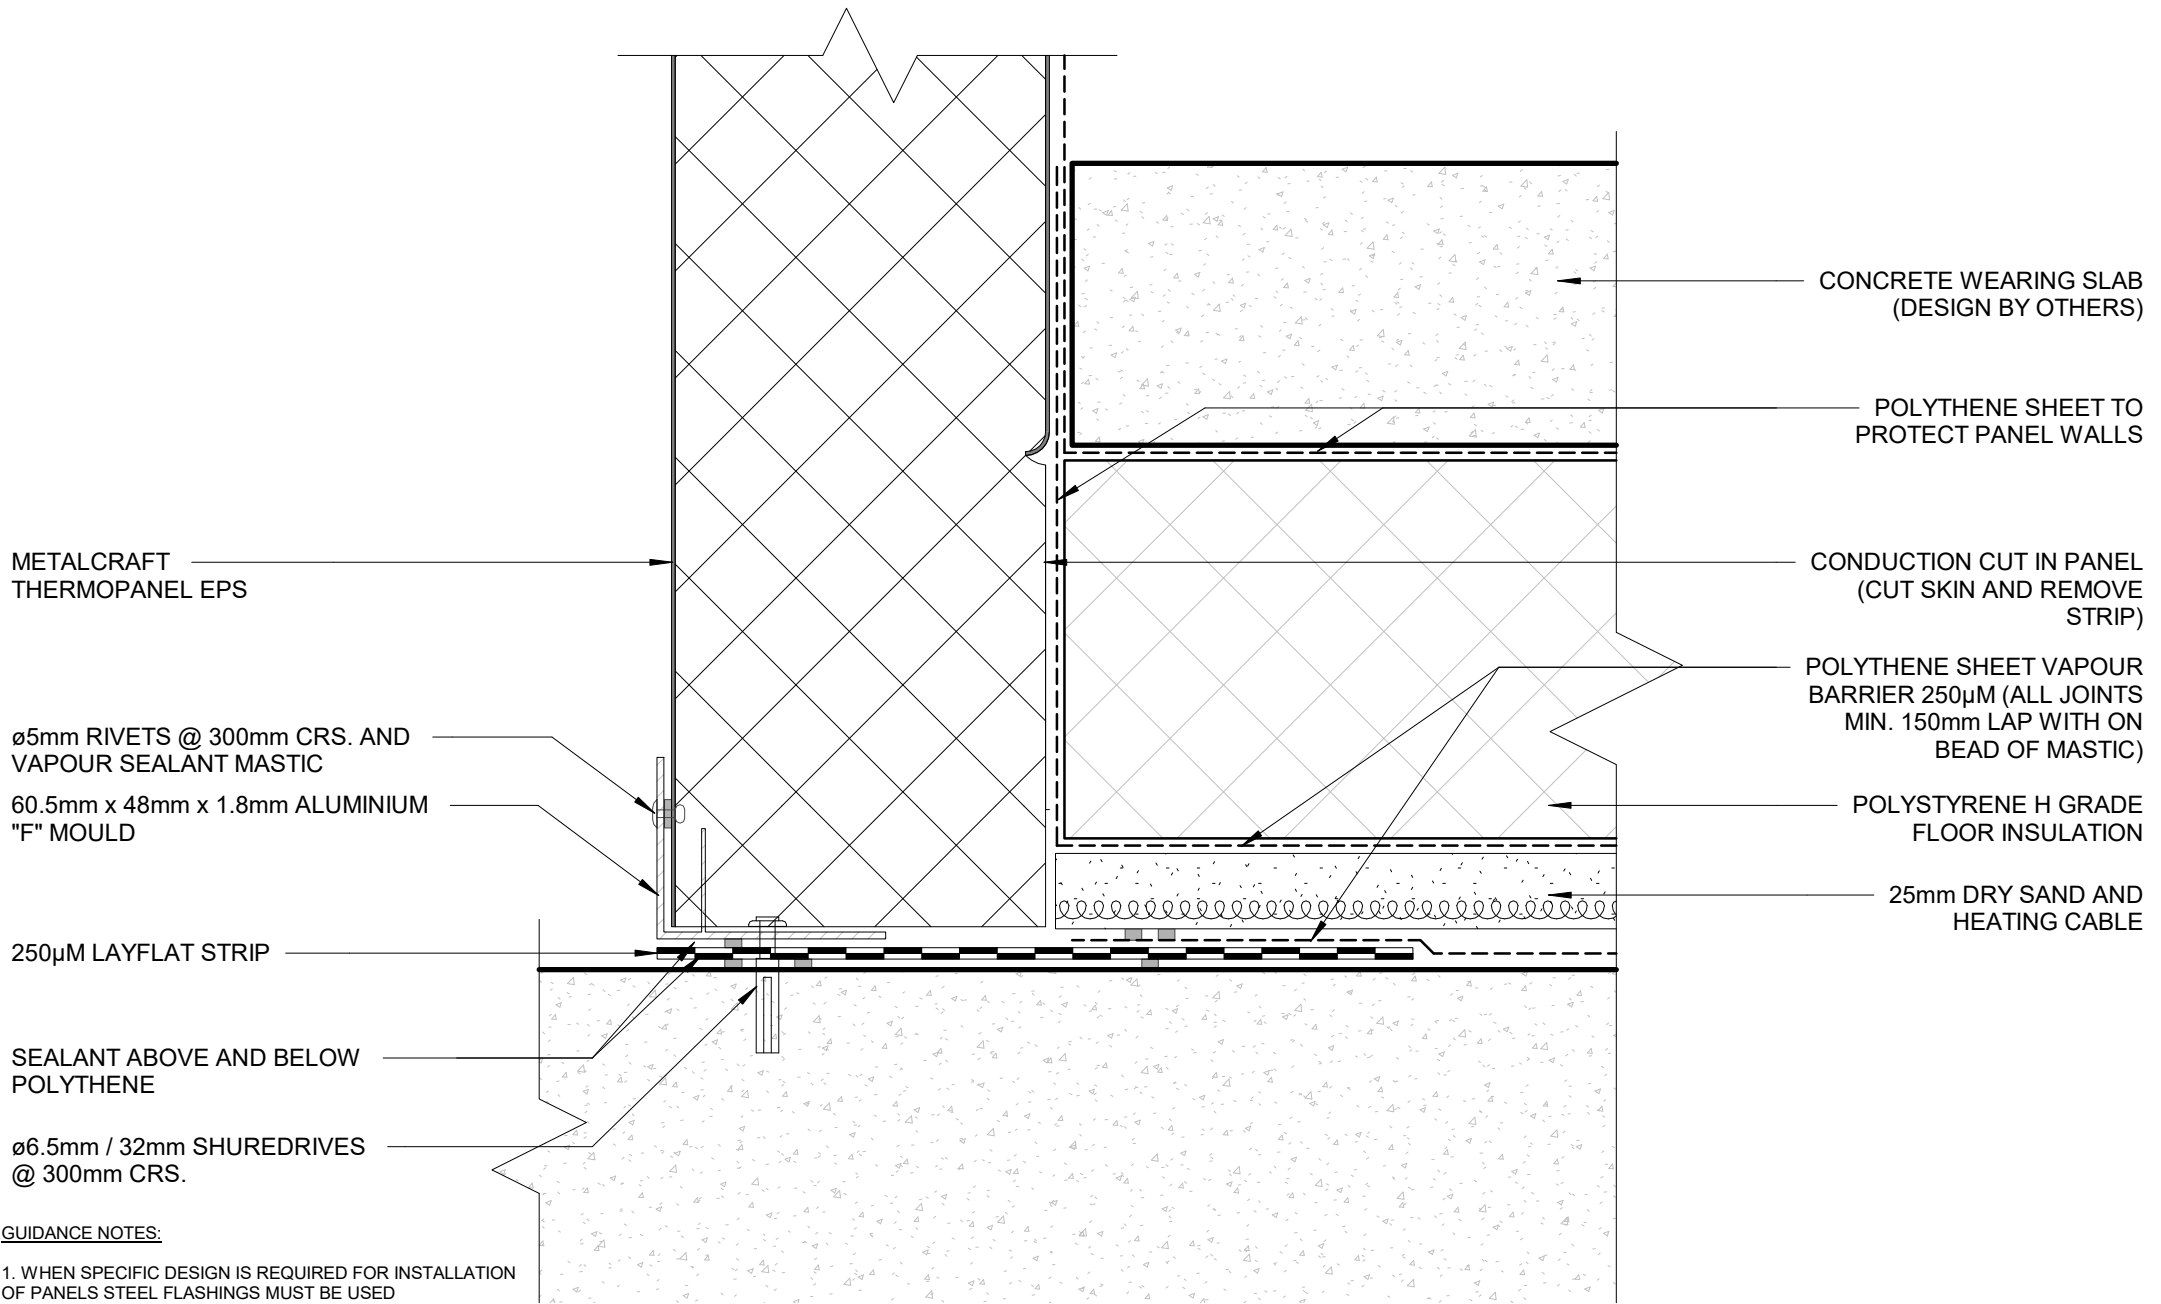 CONCRETE WEARING SLAB
(DESIGN BY OTHERS)
POLYTHENE SHEET TO
PROTECT PANEL WALLS
METALCRAFT
THERMOPANEL EPS
CONDUCTION CUT IN PANEL
(CUT SKIN AND REMOVE
STRIP)
POLYTHENE SHEET VAPOUR
BARRIER 250µM (ALL JOINTS
MIN. 150mm LAP WITH ON
BEAD OF MASTIC)
ø5mm RIVETS @ 300mm CRS. AND
VAPOUR SEALANT MASTIC
60.5mm x 48mm x 1.8mm ALUMINIUM
"F" MOULD
POLYSTYRENE H GRADE
FLOOR INSULATION
25mm DRY SAND AND
HEATING CABLE
250µM LAYFLAT STRIP
SEALANT ABOVE AND BELOW
POLYTHENE
ø6.5mm / 32mm SHUREDRIVES
@ 300mm CRS.
GUIDANCE NOTES:
1. WHEN SPECIFIC DESIGN IS REQUIRED FOR INSTALLATION
OF PANELS STEEL FLASHINGS MUST BE USED